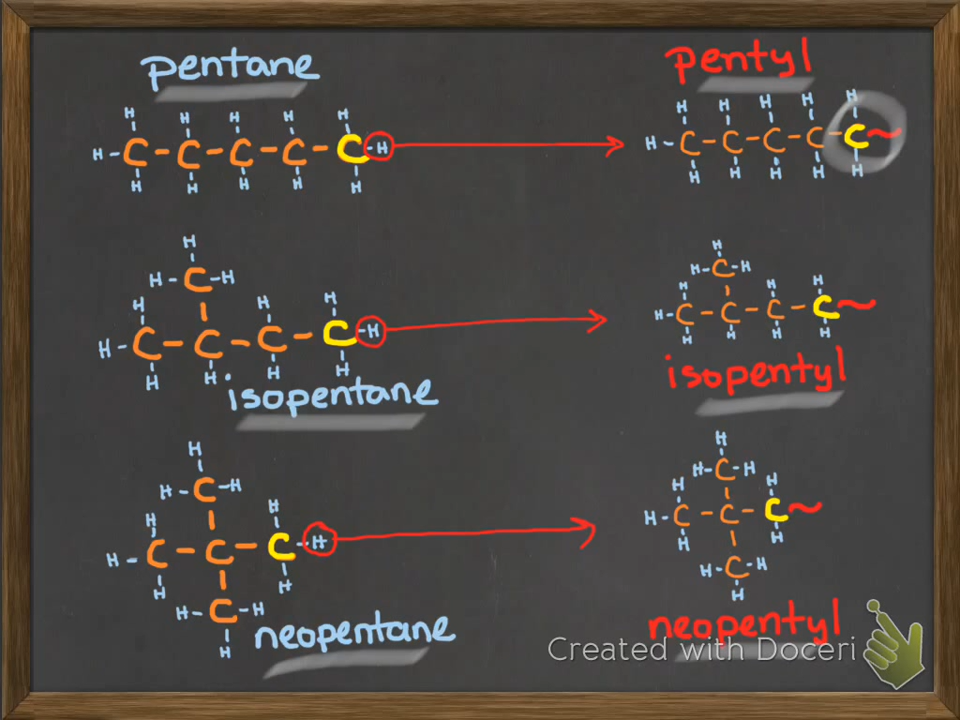 pentane
H H H H H
H-C-C-C-C-C-H
H H H H H
pentyl
H H H H H
H-C-C-C-C-C~
H H H H H
H
H-C-H
H H H
H-C-C-C-C-H
H H H H
isopentane
H
H-C-H
H H H
H-C-C-C-C~
H H H H
isopentyl
H
H-C-H
H H
H-C-C-C-H
H H
H-C-H
H
neopentane
H
H-C-H
H H
H-C-C-C~
H H
H-C-H
H
neopentyl
Created with Doceri